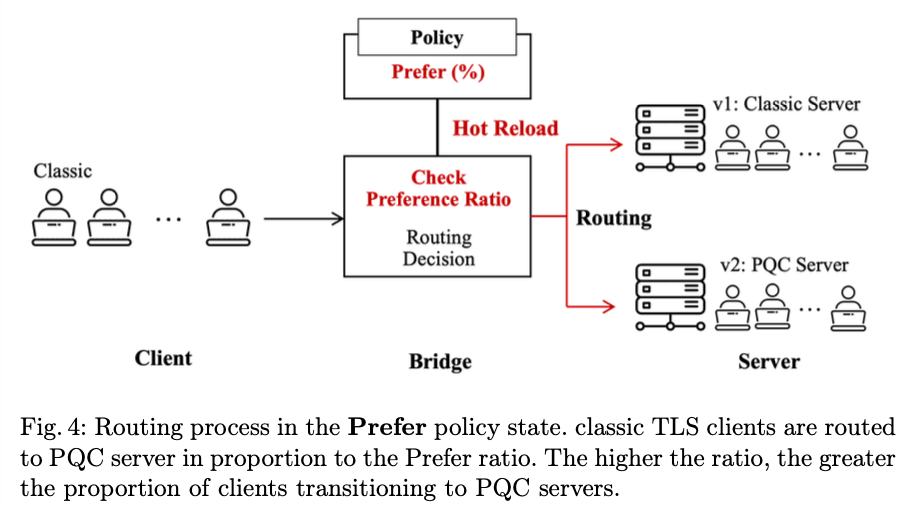 Policy
Prefer (%)
Hot Reload
v1: Classic Server
Classic
...
Check
Preference Ratio
Routing
Decision
...
Routing
v2: PQC Server
...
Client
Bridge
Server
Fig. 4: Routing process in the Prefer policy state. classic TLS clients are routed
to PQC server in proportion to the Prefer ratio. The higher the ratio, the greater
the proportion of clients transitioning to PQC servers.